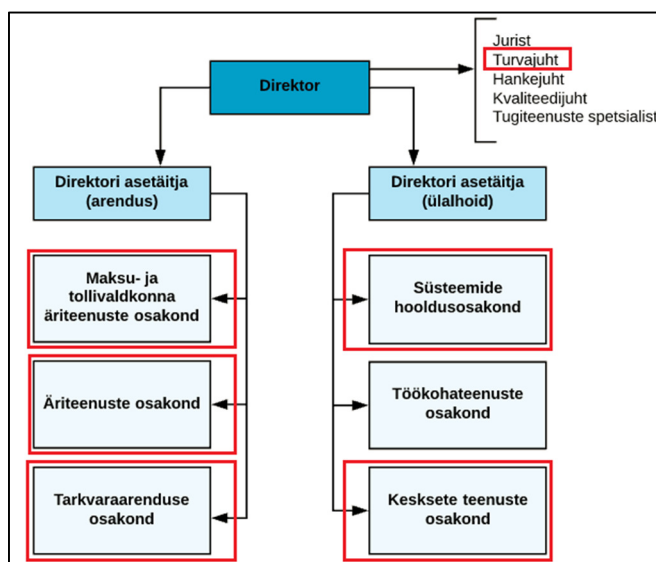 Jurist
Turvajuht
Hankejuht
Kvaliteedijuht
Tugiteenuste spetsialist
Direktor
Direktori asetäitja
(arendus)
Direktori asetäitja
(ülalhoid)
Maksu- ja
tollivaldkonna
äriteenuste osakond
Süsteemide
hooldusosakond
Äriteenuste osakond
Töökohateenuste
osakond
Tarkvaraarenduse
osakond
Kesksete teenuste
osakond